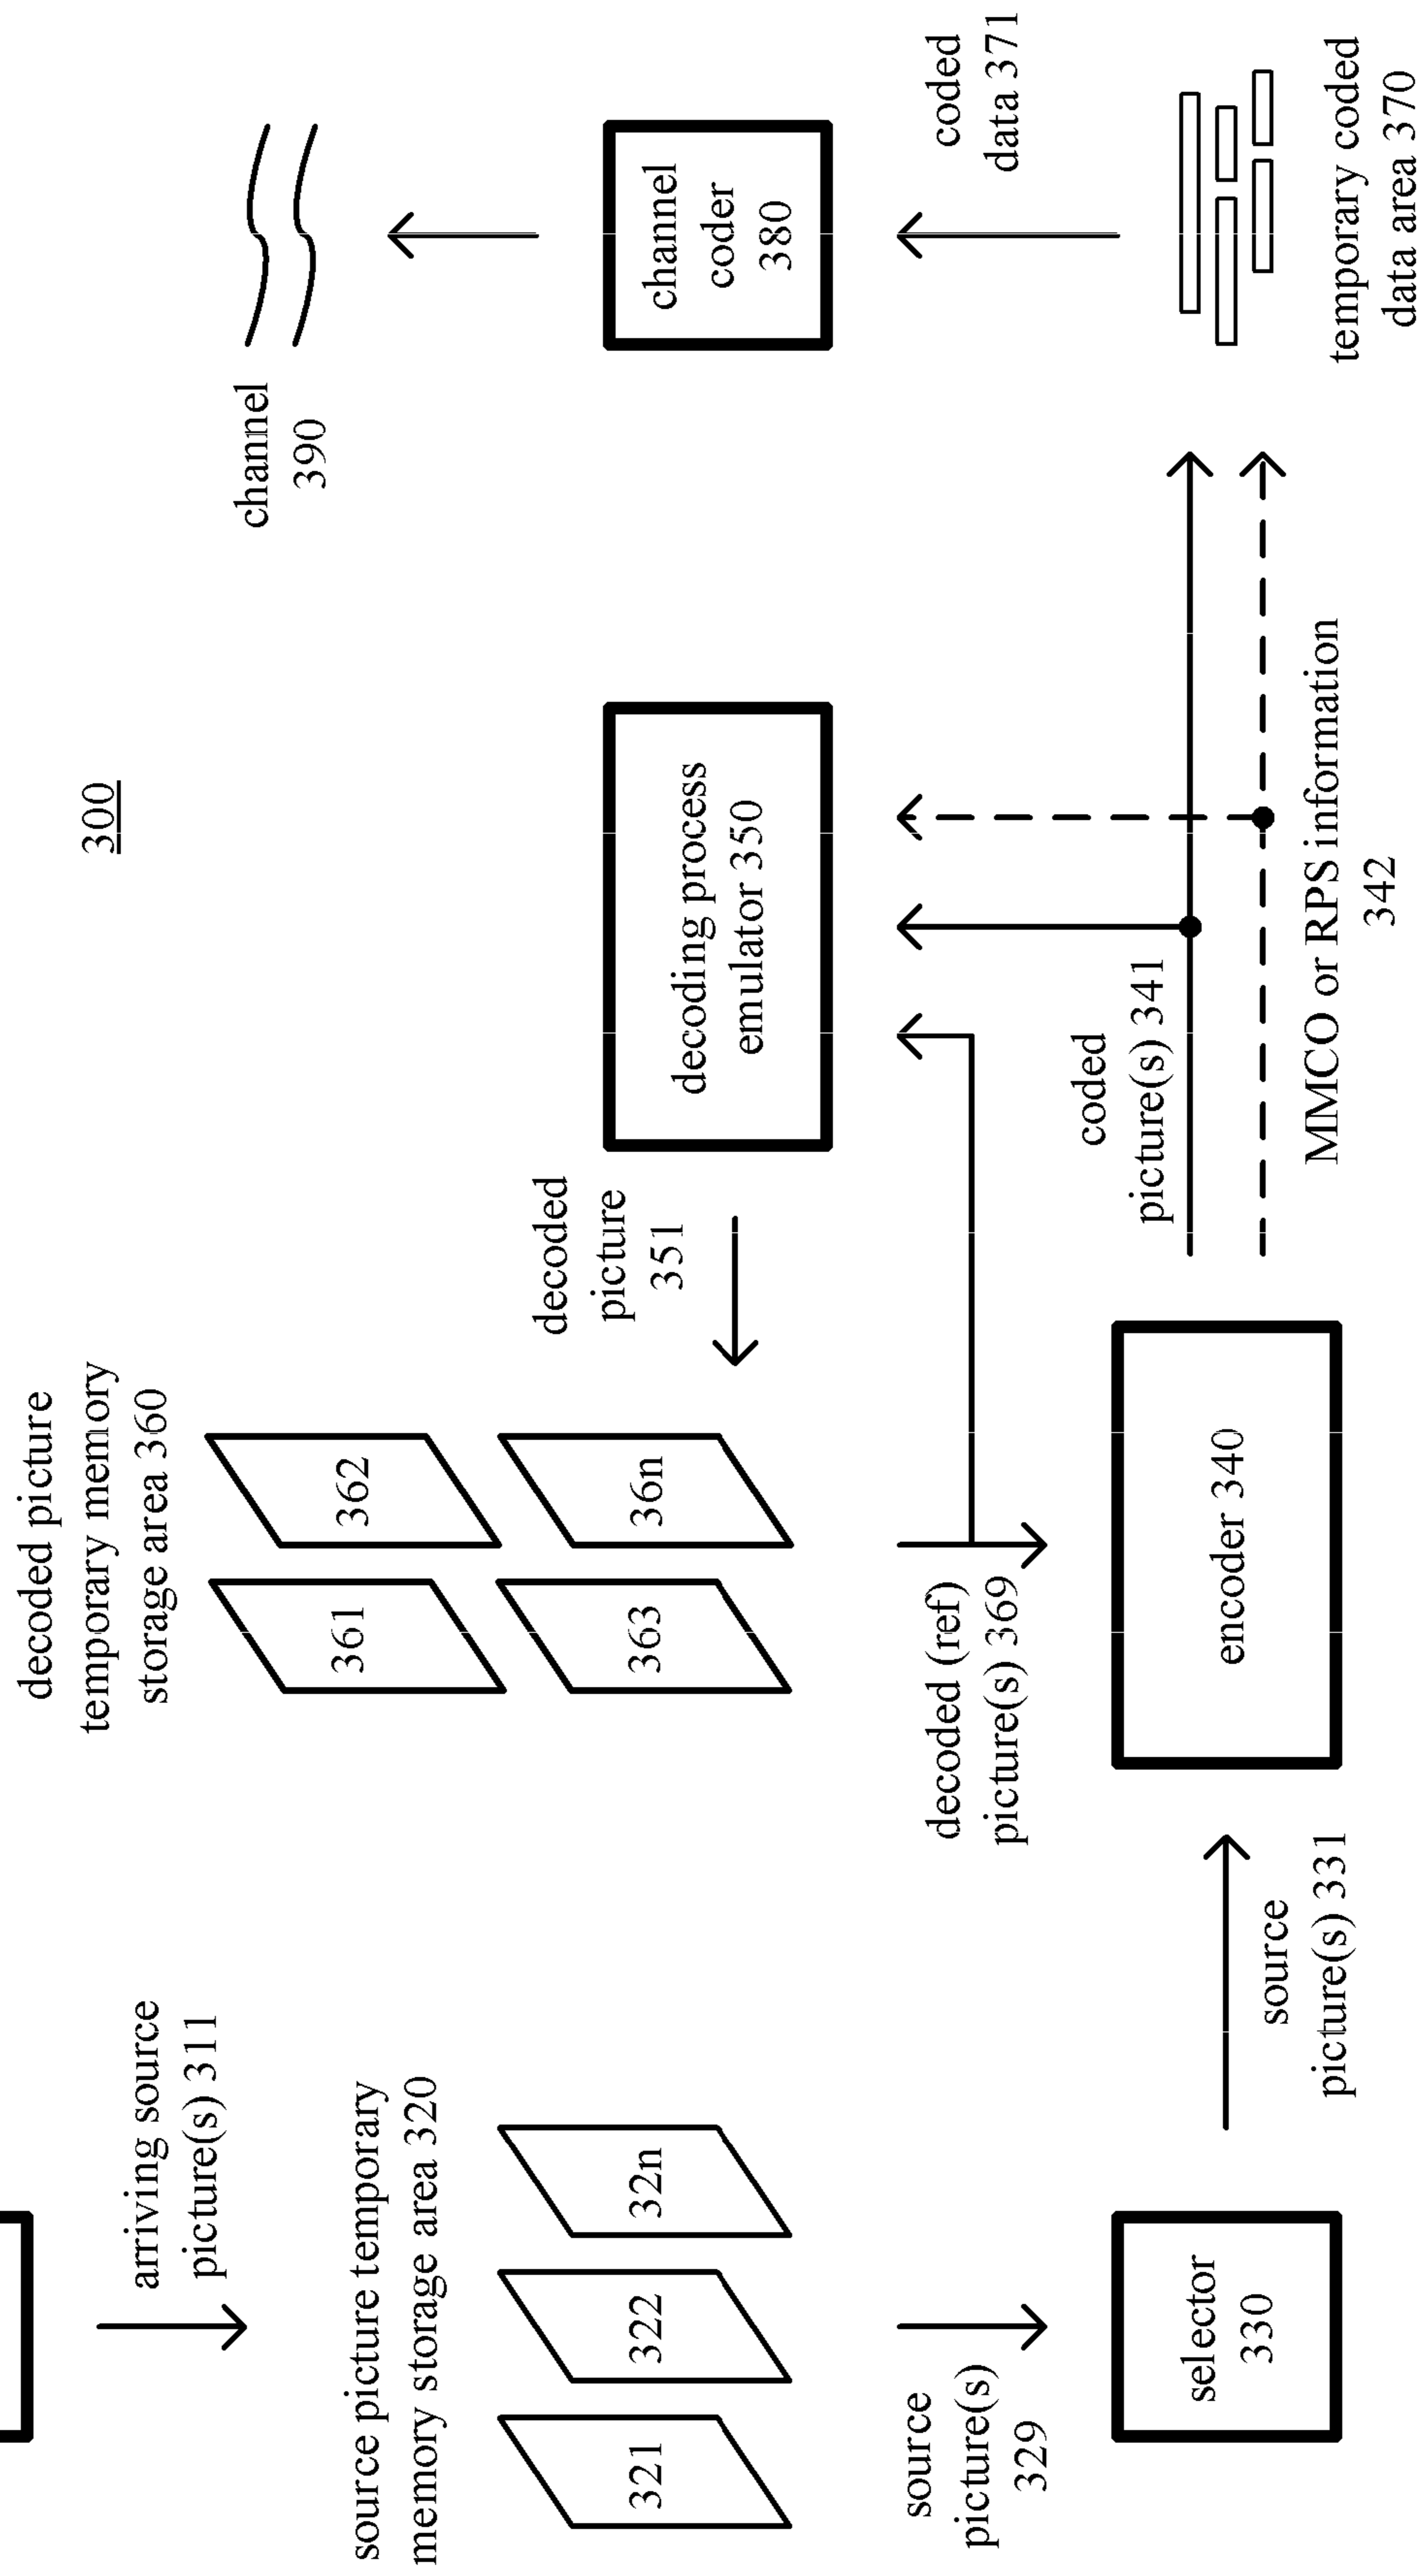 300
arriving source
picture(s) 311
source picture temporary
memory storage area 320
321
322
32n
source
picture(s)
329
selector
330
source
picture(s) 331
decoded picture
temporary memory
storage area 360
361
362
363
36n
decoded (ref)
picture(s) 369
encoder 340
decoded
picture
351
decoding process
emulator 350
coded
picture(s) 341
MMCO or RPS information
342
channel
390
channel
coder
380
coded
data 371
temporary coded
data area 370